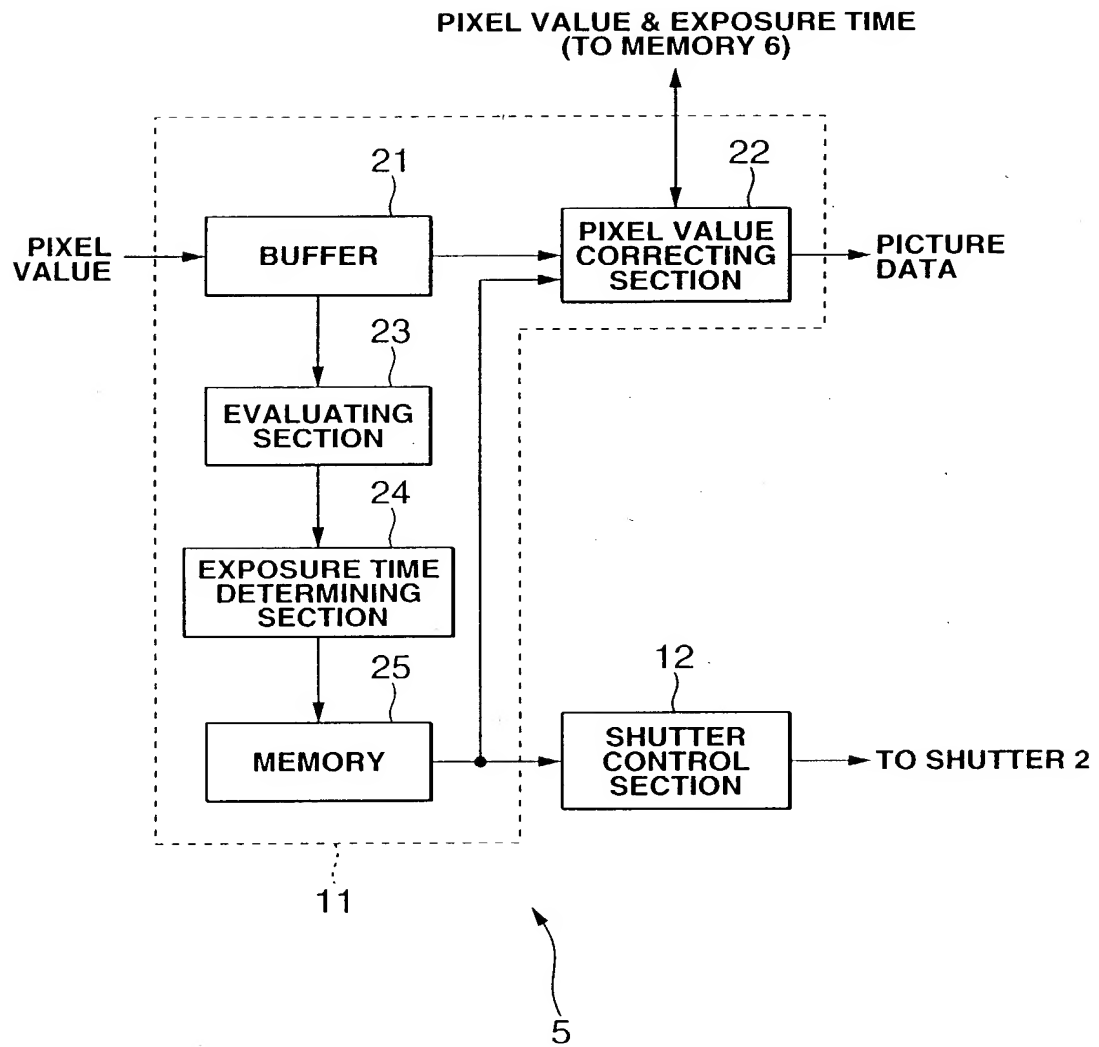 PIXEL VALUE & EXPOSURE TIME
(TO MEMORY 6)
21
22
PIXEL
VALUE
BUFFER
PIXEL VALUE
CORRECTING
SECTION
PICTURE
DATA
23
EVALUATING
SECTION
24
EXPOSURE TIME
DETERMINING
SECTION
25
12
MEMORY
SHUTTER
CONTROL
SECTION
TO SHUTTER 2
11
5